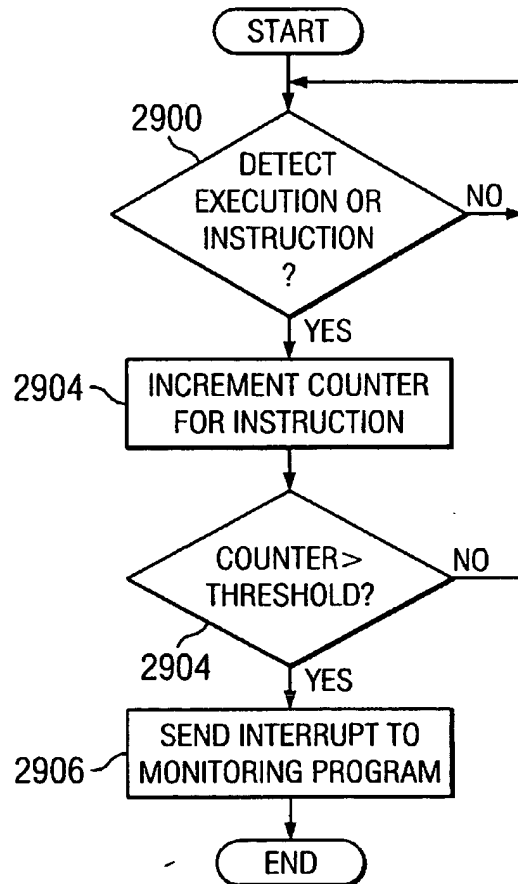 START
2900
DETECT
EXECUTION OR
INSTRUCTION
?
NO
YES
2904
INCREMENT COUNTER
FOR INSTRUCTION
COUNTER>
THRESHOLD?
NO
2904
YES
2906
SEND INTERRUPT TO
MONITORING PROGRAM
END